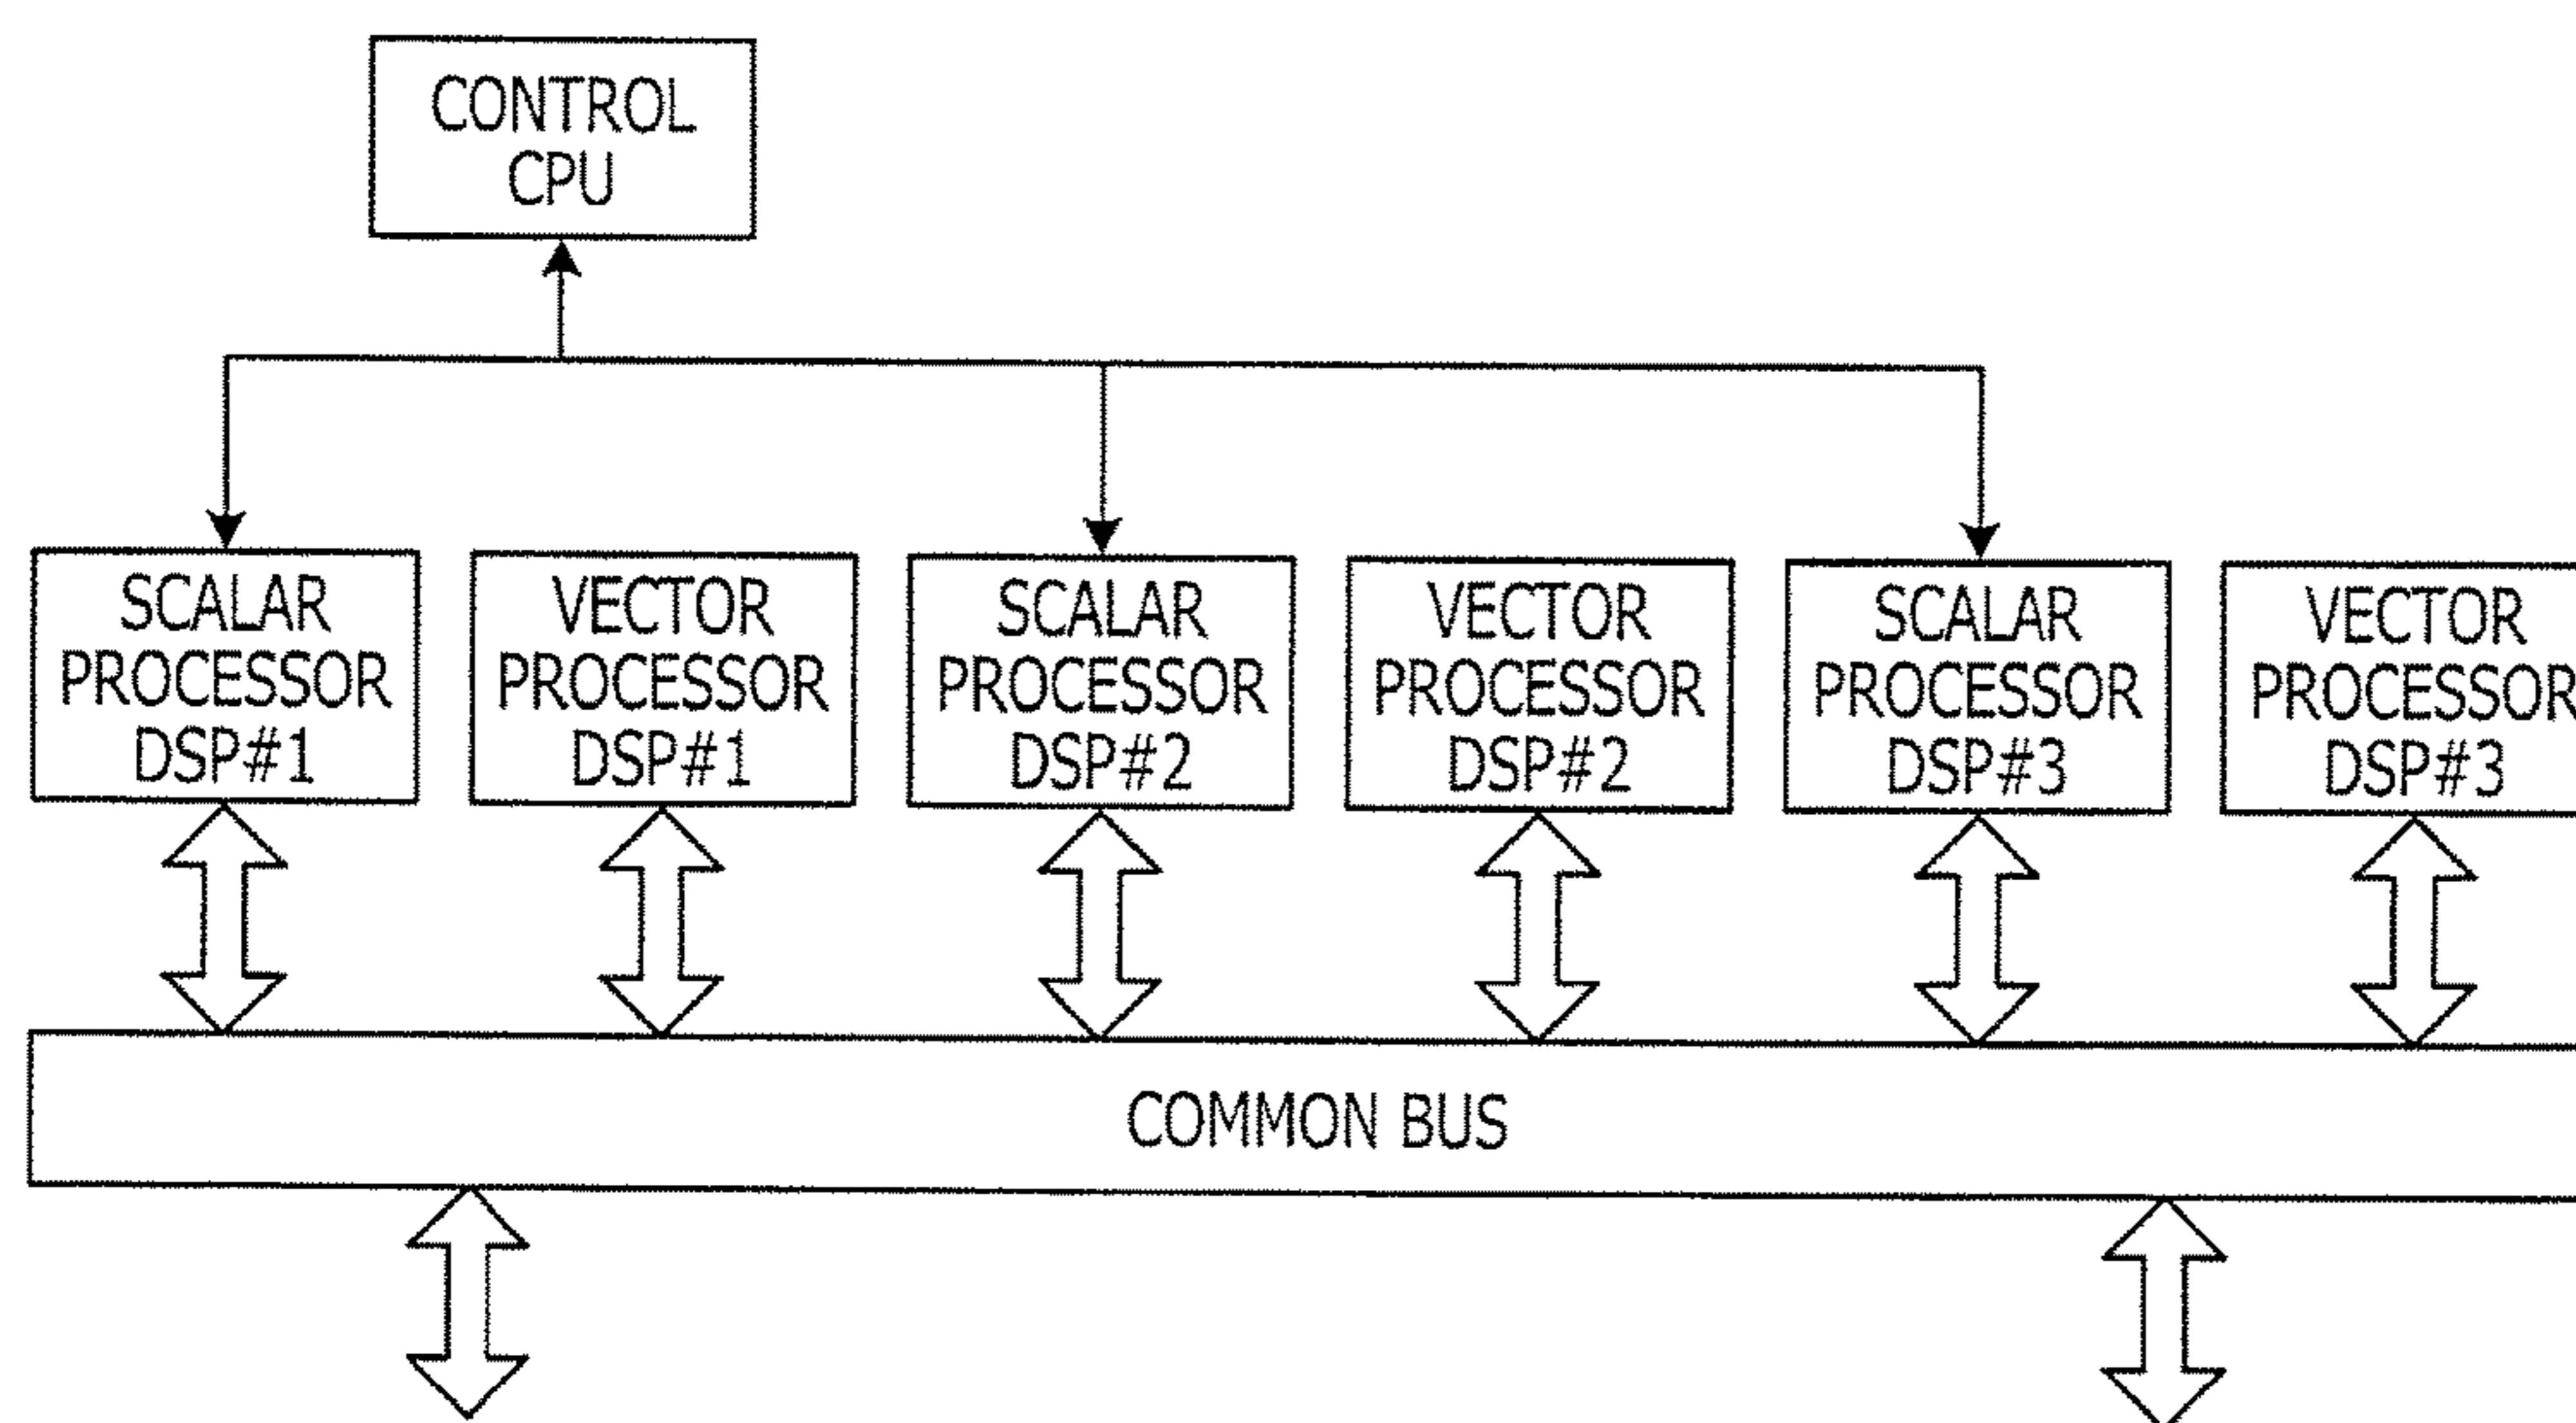 CONTROL
CPU
SCALAR
PROCESSOR
DSP#1
VECTOR
PROCESSOR
DSP#1
SCALAR
PROCESSOR
DSP#2
VECTOR
PROCESSOR
DSP#2
SCALAR
PROCESSOR
DSP#3
VECTOR
PROCESSOR
DSP#3
COMMON BUS